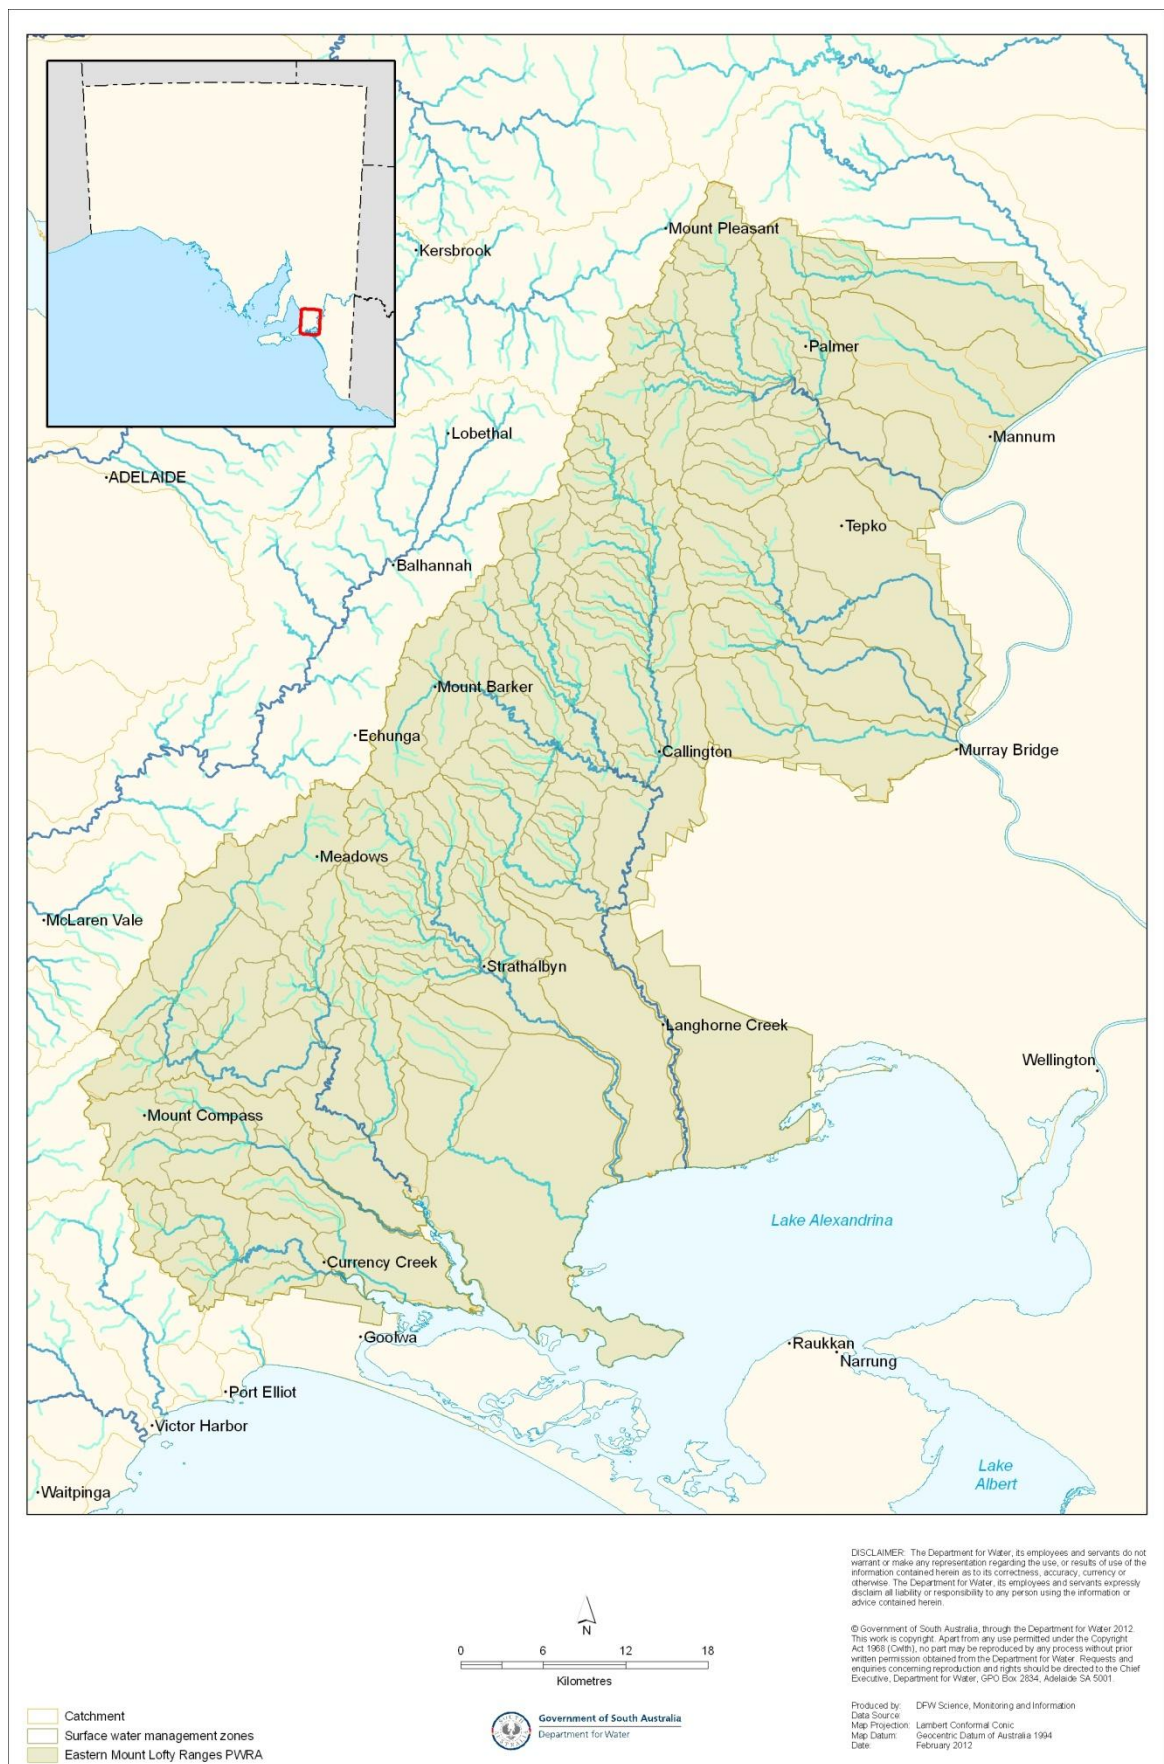 Mount Pleasant
Kersbrook
Palmer
Lobethal
Mannum
ADELAIDE
Tepko
Balhannah
Mount Barker
Echunga
Callington
Murray Bridge
Meadows
McLaren Vale
Strathalbyn
Langhorne Creek
Wellington
Mount Compass
Lake Alexandrina
Currency Creek
Goolwa
Raukkan
Narrung
Port Elliot
Victor Harbor
Lake
Albert
Waitpinga
DISCLAIMER: The Department for Water, its employees and servants do not
warrant or make any representation regarding the use, or results of use of the
information contained herein as to its correctness, accuracy, currency or
otherwise. The Department for Water, its employees and servants expressly
disclaim all liability or responsibility to any person using the information or
advice contained herein.
© Government of South Australia, through the Department for Water 2012.
This work is copyright. Apart from any use permitted under the Copyright
Act 1968 (Cwlth), no part may be reproduced by any process without prior
written permission obtained from the Department for Water. Requests and
enquiries concerning reproduction and rights should be directed to the Chief
Executive, Department for Water, GPO Box 2834, Adelaide SA 5001.
N
0 6 12 18
Kilometres
Catchment
Surface water management zones
Eastern Mount Lofty Ranges PWRA
Government of South Australia
Department for Water
Produced by: DFW Science, Monitoring and Information
Data Source:
Map Projection: Lambert Conformal Conic
Map Datum: Geocentric Datum of Australia 1994
Date: February 2012